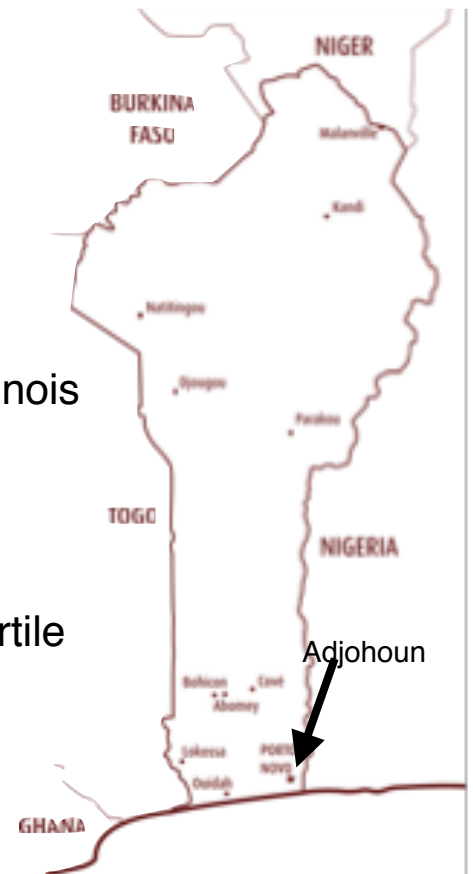 NIGER
BURKINA
FASO
Malanville
Kandi
Natitingou
nois
Djougou
Parakou
TOGO
NIGERIA
rtile
Adjohoun
Bohicon
Covè
Abomey
Lokossa
PORTO
NOVO
Ouidah
GHANA